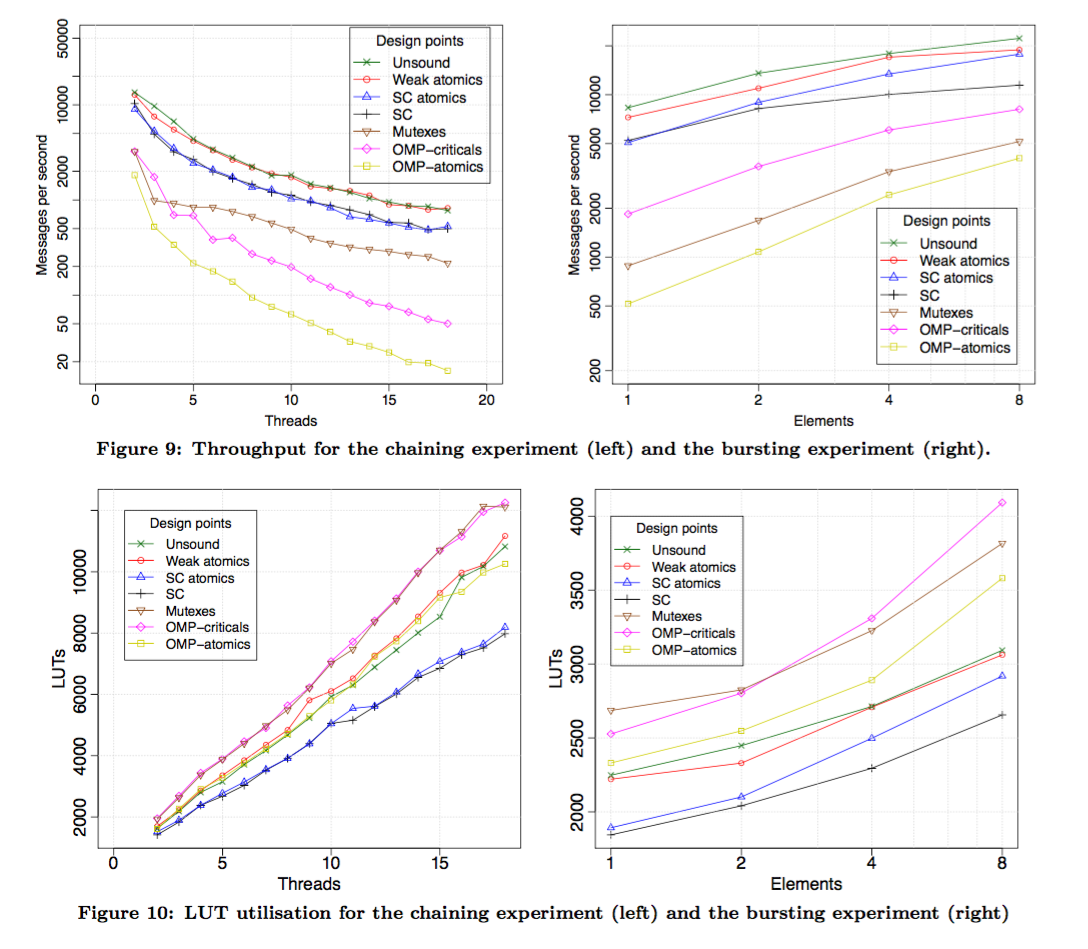 Design points
Unsound
Weak atomics
SC atomics
SC
Mutexes
OMP−criticals
OMP−atomics
Messages per second
50000
10000
2000
500
200
50
20
0 5 10 15 20
Threads
Messages per second
10000
5000
2000
1000
500
200
Design points
Unsound
Weak atomics
SC atomics
SC
Mutexes
OMP−criticals
OMP−atomics
1 2 4 8
Elements
Figure 9: Throughput for the chaining experiment (left) and the bursting experiment (right).
Design points
Unsound
Weak atomics
SC atomics
SC
Mutexes
OMP−criticals
OMP−atomics
LUTs
10000
8000
6000
4000
2000
0 5 10 15
Threads
Design points
Unsound
Weak atomics
SC atomics
SC
Mutexes
OMP−criticals
OMP−atomics
LUTs
4000
3500
3000
2500
2000
1 2 4 8
Elements
Figure 10: LUT utilisation for the chaining experiment (left) and the bursting experiment (right)